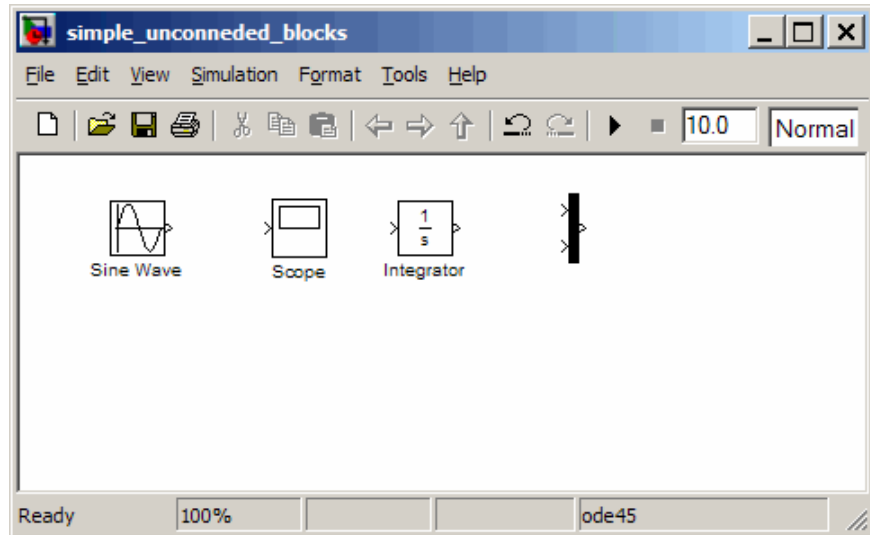 simple_unconneded_blocks
File Edit View Simulation Format Tools Help
10.0 Normal
1
s
Sine Wave Scope Integrator
Ready 100% ode45